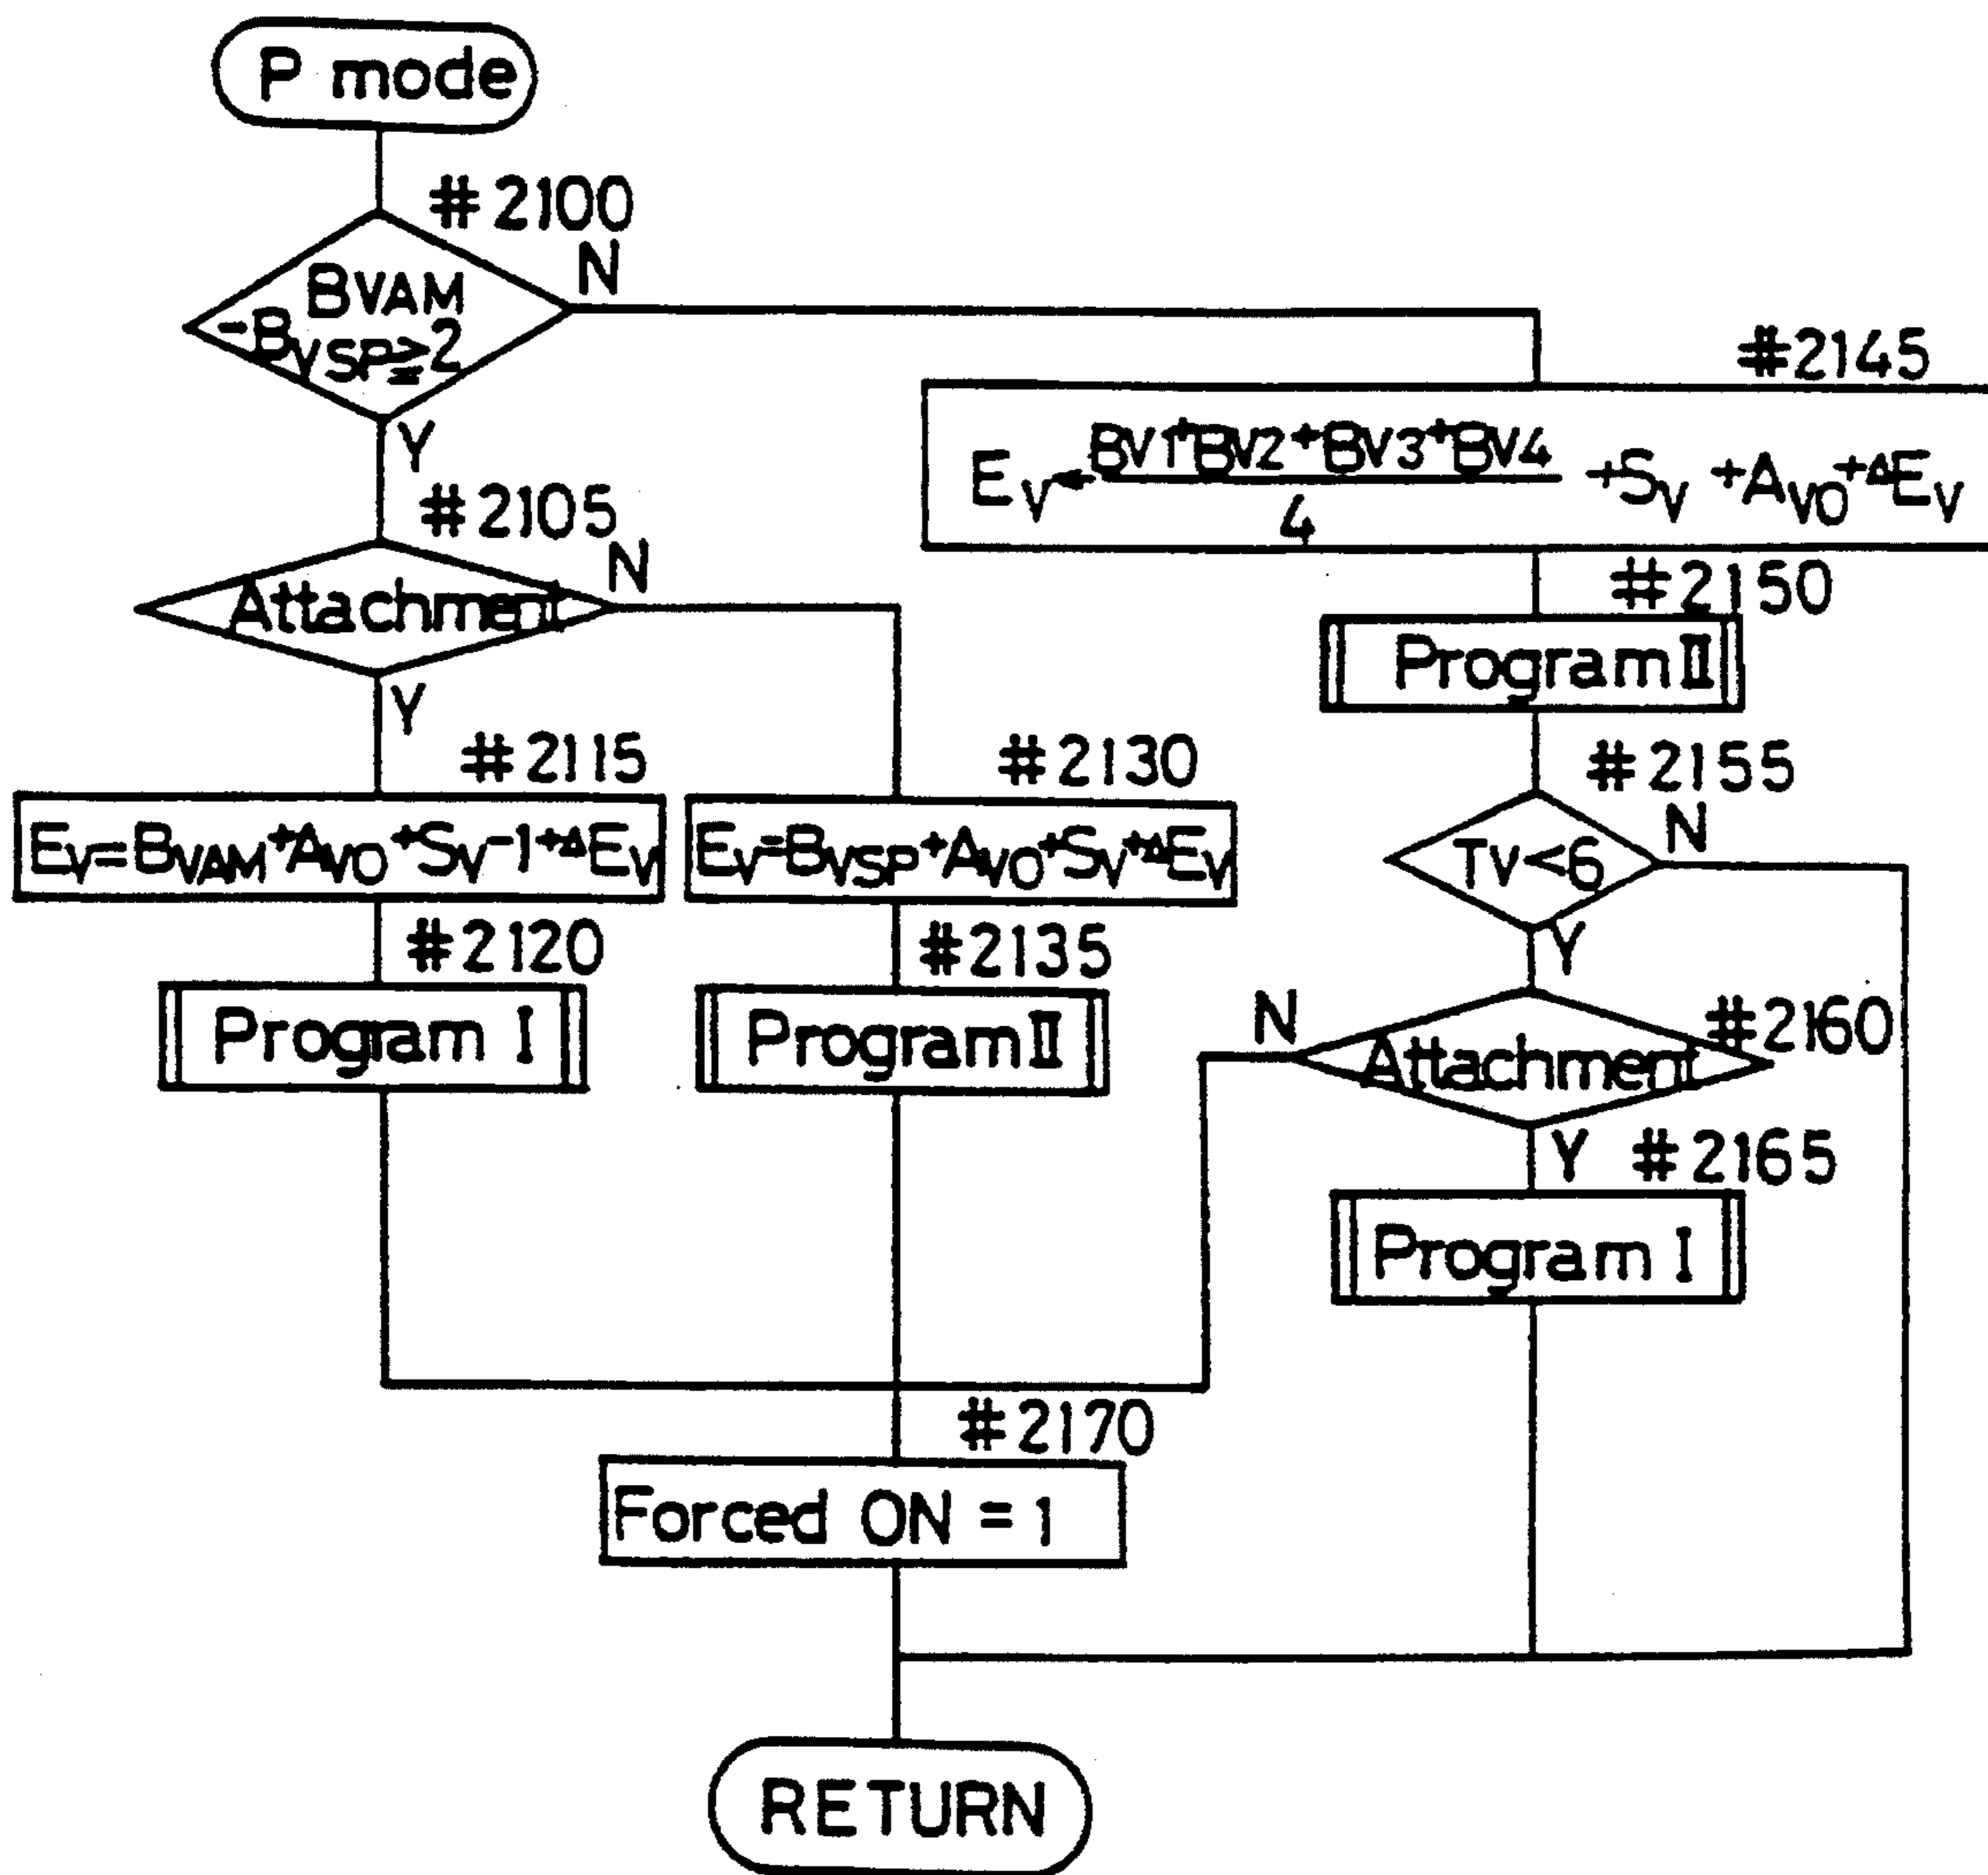 P mode
#2100
BVAM
-BVSP≧2
N
Y
#2105
Attachment
N
Y
#2115
EV=BVAM+AVO+SV-1+ΔEV
#2120
Program I
#2130
EV=BVSP+AVO+SV+ΔEV
#2135
Program II
#2145
EV←BV1+BV2+BV3+BV4/4+SV+AVO+ΔEV
#2150
Program II
#2155
TV<6
N
Y
#2160
Attachment
N
Y
#2165
Program I
#2170
Forced ON = 1
RETURN